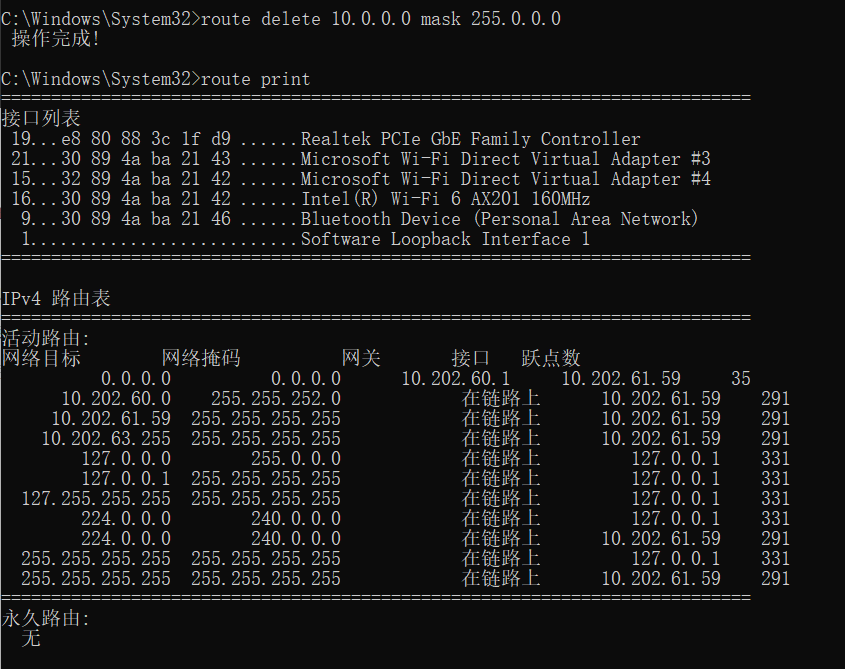 C:\Windows\System32>route delete 10.0.0.0 mask 255.0.0.0
操作完成!
C:\Windows\System32>route print
===========================================================================
接口列表
19...e8 80 88 3c 1f d9 ......Realtek PCIe GbE Family Controller
21...30 89 4a ba 21 43 ......Microsoft Wi-Fi Direct Virtual Adapter #3
15...32 89 4a ba 21 42 ......Microsoft Wi-Fi Direct Virtual Adapter #4
16...30 89 4a ba 21 42 ......Intel(R) Wi-Fi 6 AX201 160MHz
9...30 89 4a ba 21 46 ......Bluetooth Device (Personal Area Network)
1...........................Software Loopback Interface 1
===========================================================================
IPv4 路由表
===========================================================================
活动路由:
网络目标 网络掩码 网关 接口 跃点数
0.0.0.0 0.0.0.0 10.202.60.1 10.202.61.59 35
10.202.60.0 255.255.252.0 在链路上 10.202.61.59 291
10.202.61.59 255.255.255.255 在链路上 10.202.61.59 291
10.202.63.255 255.255.255.255 在链路上 10.202.61.59 291
127.0.0.0 255.0.0.0 在链路上 127.0.0.1 331
127.0.0.1 255.255.255.255 在链路上 127.0.0.1 331
127.255.255.255 255.255.255.255 在链路上 127.0.0.1 331
224.0.0.0 240.0.0.0 在链路上 127.0.0.1 331
224.0.0.0 240.0.0.0 在链路上 10.202.61.59 291
255.255.255.255 255.255.255.255 在链路上 127.0.0.1 331
255.255.255.255 255.255.255.255 在链路上 10.202.61.59 291
===========================================================================
永久路由:
无